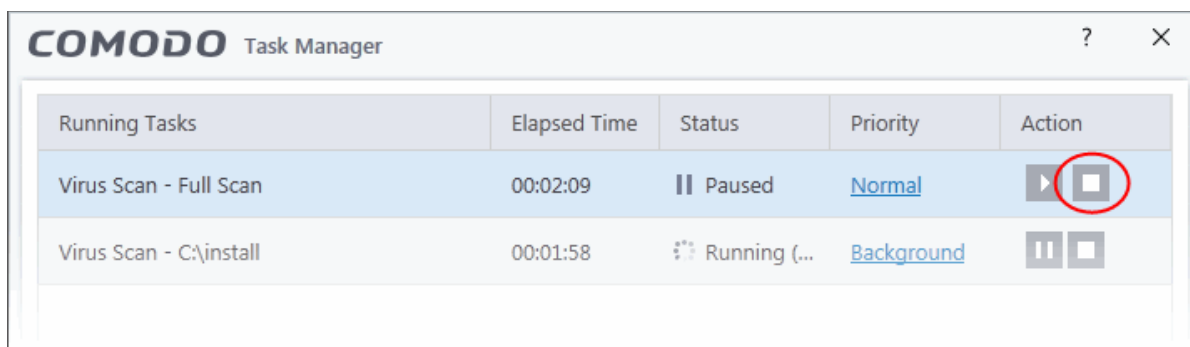 COMODO Task Manager ? X
Running Tasks Elapsed Time Status Priority Action
Virus Scan - Full Scan 00:02:09 Paused Normal
Virus Scan - C:\install 00:01:58 Running (... Background